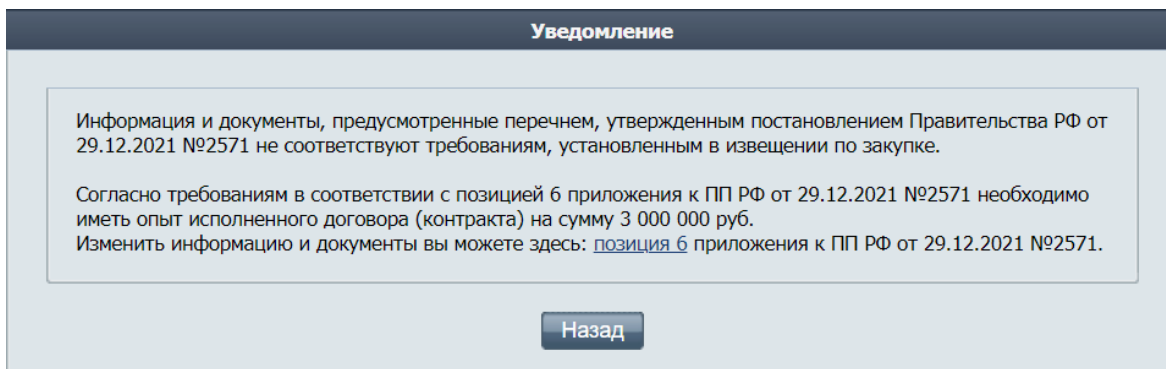 Уведомление
Информация и документы, предусмотренные перечнем, утвержденным постановлением Правительства РФ от
29.12.2021 №2571 не соответствуют требованиям, установленным в извещении по закупке.
Согласно требованиям в соответствии с позицией 6 приложения к ПП РФ от 29.12.2021 №2571 необходимо
иметь опыт исполненного договора (контракта) на сумму 3 000 000 руб.
Изменить информацию и документы вы можете здесь: позиция 6 приложения к ПП РФ от 29.12.2021 №2571.
Назад